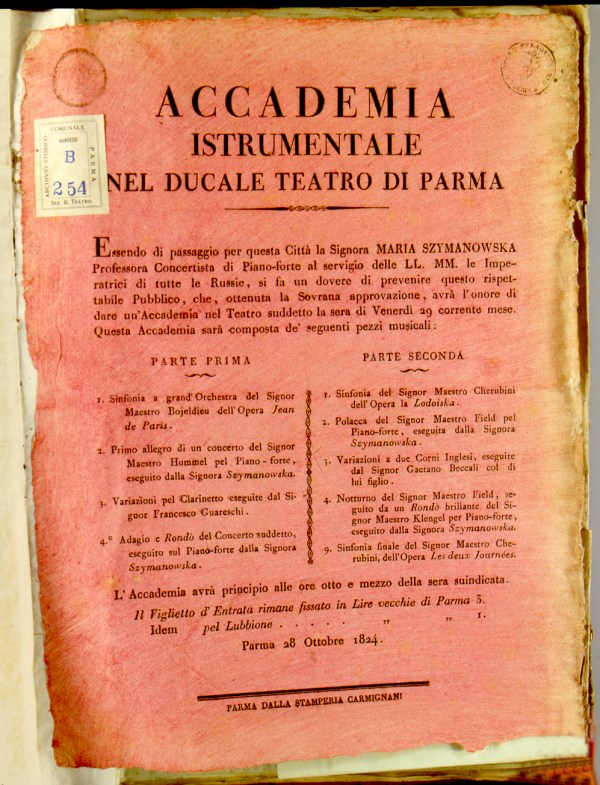 ACCADEMIA
ISTRUMENTALE
NEL DUCALE TEATRO DI PARMA
COMUNALE
ARCHIVIO STORICO
PARMA
MANIFESTI
B
254
SEZ. R. TEATRO
Essendo di passaggio per questa Città la Signora MARIA SZYMANOWSKA
Professora Concertista di Piano-forte al servigio delle LL. MM. le Impe-
ratrici di tutte le Russie, si fa un dovere di prevenire questo rispet-
tabile Pubblico, che, ottenuta la Sovrana approvazione, avrà l'onore di
dare un'Accademia nel Teatro suddetto la sera di Venerdì 29 corrente mese.
Questa Accademia sarà composta de' seguenti pezzi musicali:
PARTE PRIMA
1. Sinfonia a grand'Orchestra del Signor
Maestro Bojeldieu dell'Opera Jean
de Paris.
2. Primo allegro di un concerto del Signor
Maestro Hummel pel Piano-forte,
eseguito dalla Signora Szymanowska.
3. Variazioni pel Clarinetto eseguite dal Si-
gnor Francesco Guareschi.
4.° Adagio e Rondò del Concerto suddetto,
eseguito sul Piano-forte dalla Signora
Szymanowska.
PARTE SECONDA
1. Sinfonia del Signor Maestro Cherubini
dell'Opera la Lodoiska.
2. Polacca del Signor Maestro Field pel
Piano-forte, eseguita dalla Signora
Szymanowska.
3. Variazioni a due Corni Inglesi, eseguite
dal Signor Gaetano Beccali col di
lui figlio.
4. Notturno del Signor Maestro Field, se-
guito da un Rondò brillante del Si-
gnor Maestro Klengel per Piano-forte,
eseguito dalla Signora Szymanowska.
9. Sinfonia finale del Signor Maestro Che-
rubini, dell'Opera Les deux Journées.
L'Accademia avrà principio alle ore otto e mezzo della sera suindicata.
Il Viglietto d'Entrata rimane fissato in Lire vecchie di Parma 3.
Idem pel Lubbione . . . . . „ „ 1.
Parma 28 Ottobre 1824.
PARMA DALLA STAMPERIA CARMIGNANI